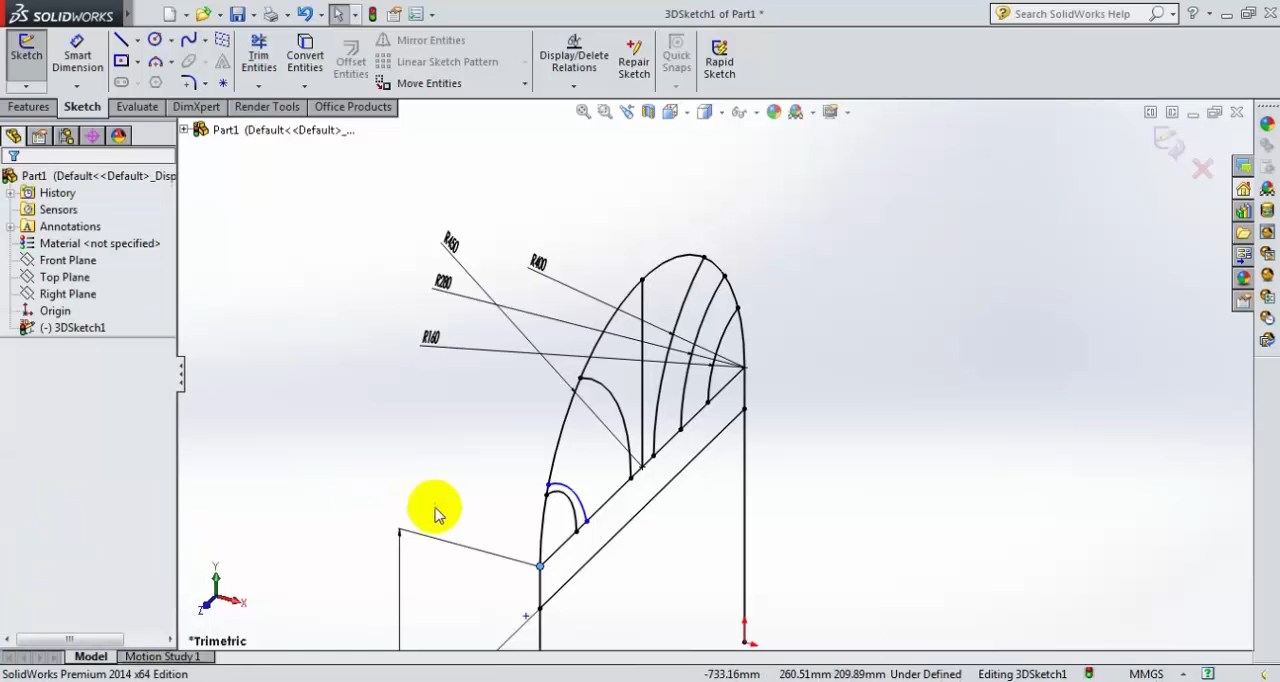 SOLIDWORKS
3DSketch1 of Part1 *
Search SolidWorks Help
Sketch
Smart Dimension
Trim Entities
Convert Entities
Offset Entities
Mirror Entities
Linear Sketch Pattern
Move Entities
Display/Delete Relations
Repair Sketch
Quick Snaps
Rapid Sketch
Features
Sketch
Evaluate
DimXpert
Render Tools
Office Products
Part1 (Default<<Default>_...
Part1 (Default<<Default>_Disp
History
Sensors
Annotations
Material <not specified>
Front Plane
Top Plane
Right Plane
Origin
(-) 3DSketch1
R450
R400
R280
R160
Y
X
Z
*Trimetric
Model
Motion Study 1
SolidWorks Premium 2014 x64 Edition
-733.16mm
260.51mm 209.89mm Under Defined
Editing 3DSketch1
MMGS